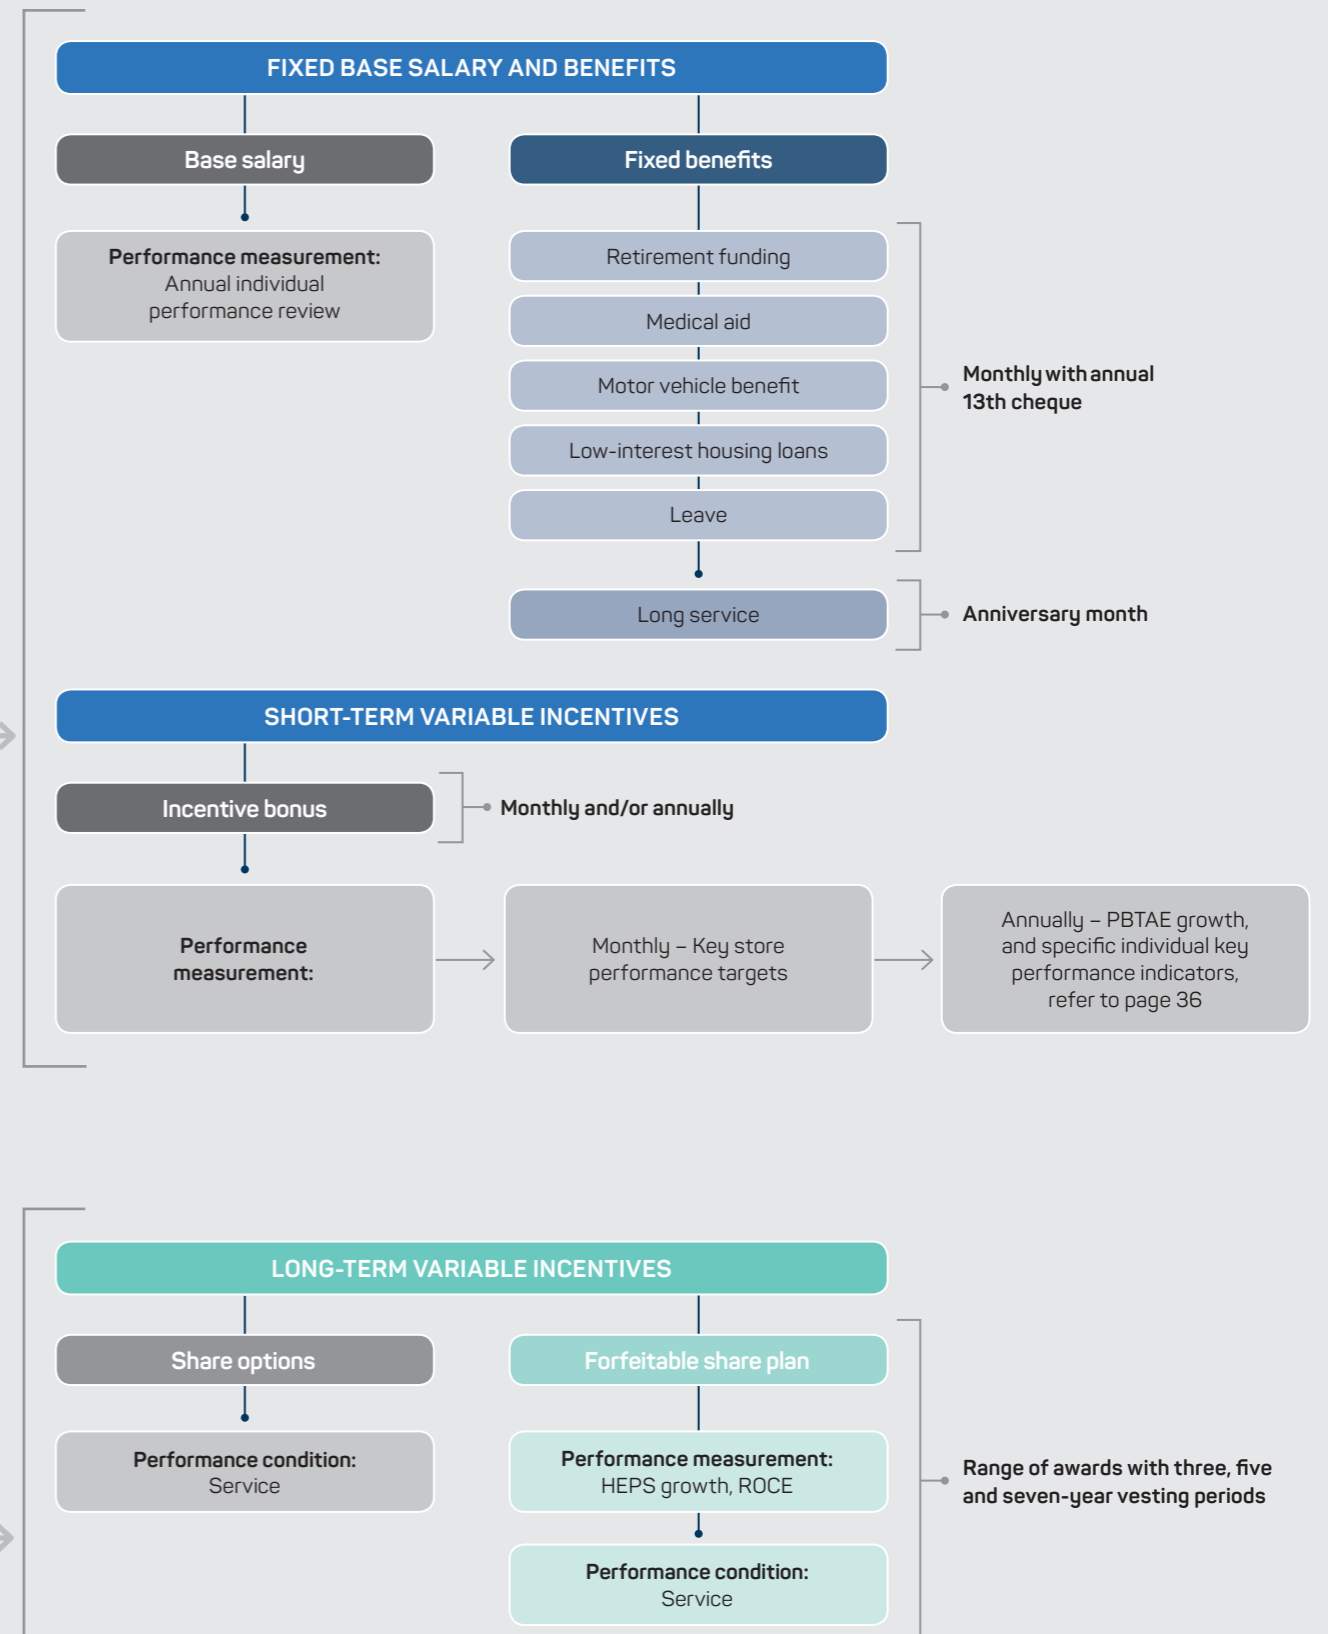 FIXED BASE SALARY AND BENEFITS
Base salary
Performance measurement:
Annual individual
performance review
Fixed benefits
Retirement funding
Medical aid
Motor vehicle benefit
Low-interest housing loans
Leave
Monthly with annual
13th cheque
Long service
Anniversary month
SHORT-TERM VARIABLE INCENTIVES
Incentive bonus
Monthly and/or annually
Performance
measurement:
Monthly – Key store
performance targets
Annually – PBTAE growth,
and specific individual key
performance indicators,
refer to page 36
LONG-TERM VARIABLE INCENTIVES
Share options
Performance condition:
Service
Forfeitable share plan
Performance measurement:
HEPS growth, ROCE
Performance condition:
Service
Range of awards with three, five
and seven-year vesting periods